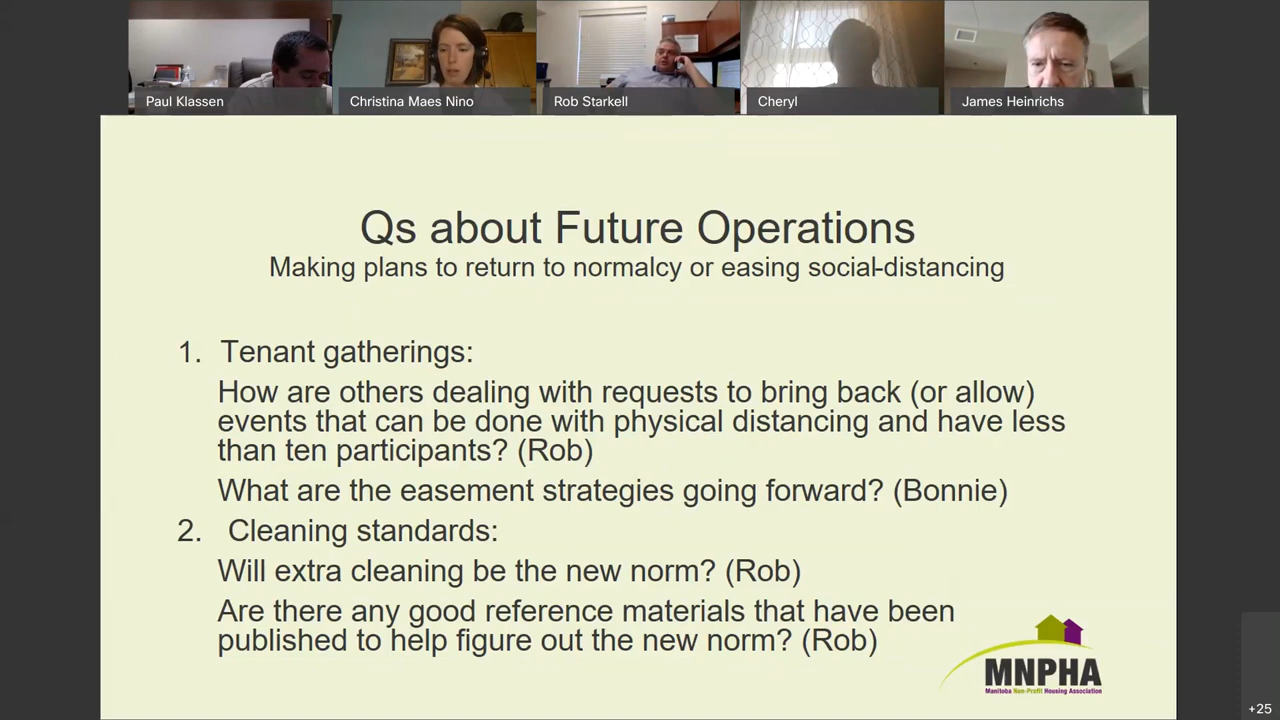 Paul Klassen
Christina Maes Nino
Rob Starkell
Cheryl
James Heinrichs
Qs about Future Operations
Making plans to return to normalcy or easing social-distancing
1. Tenant gatherings:
How are others dealing with requests to bring back (or allow)
events that can be done with physical distancing and have less
than ten participants? (Rob)
What are the easement strategies going forward? (Bonnie)
2. Cleaning standards:
Will extra cleaning be the new norm? (Rob)
Are there any good reference materials that have been
published to help figure out the new norm? (Rob)
MNPHA
Manitoba Non-Profit Housing Association
+25